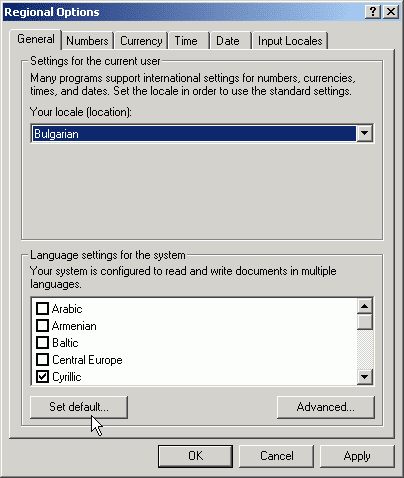 Regional Options
General Numbers Currency Time Date Input Locales
Settings for the current user
Many programs support international settings for numbers, currencies,
times, and dates. Set the locale in order to use the standard settings.
Your locale (location):
Bulgarian
Language settings for the system
Your system is configured to read and write documents in multiple
languages.
Arabic
Armenian
Baltic
Central Europe
Cyrillic
Set default... Advanced...
OK Cancel Apply